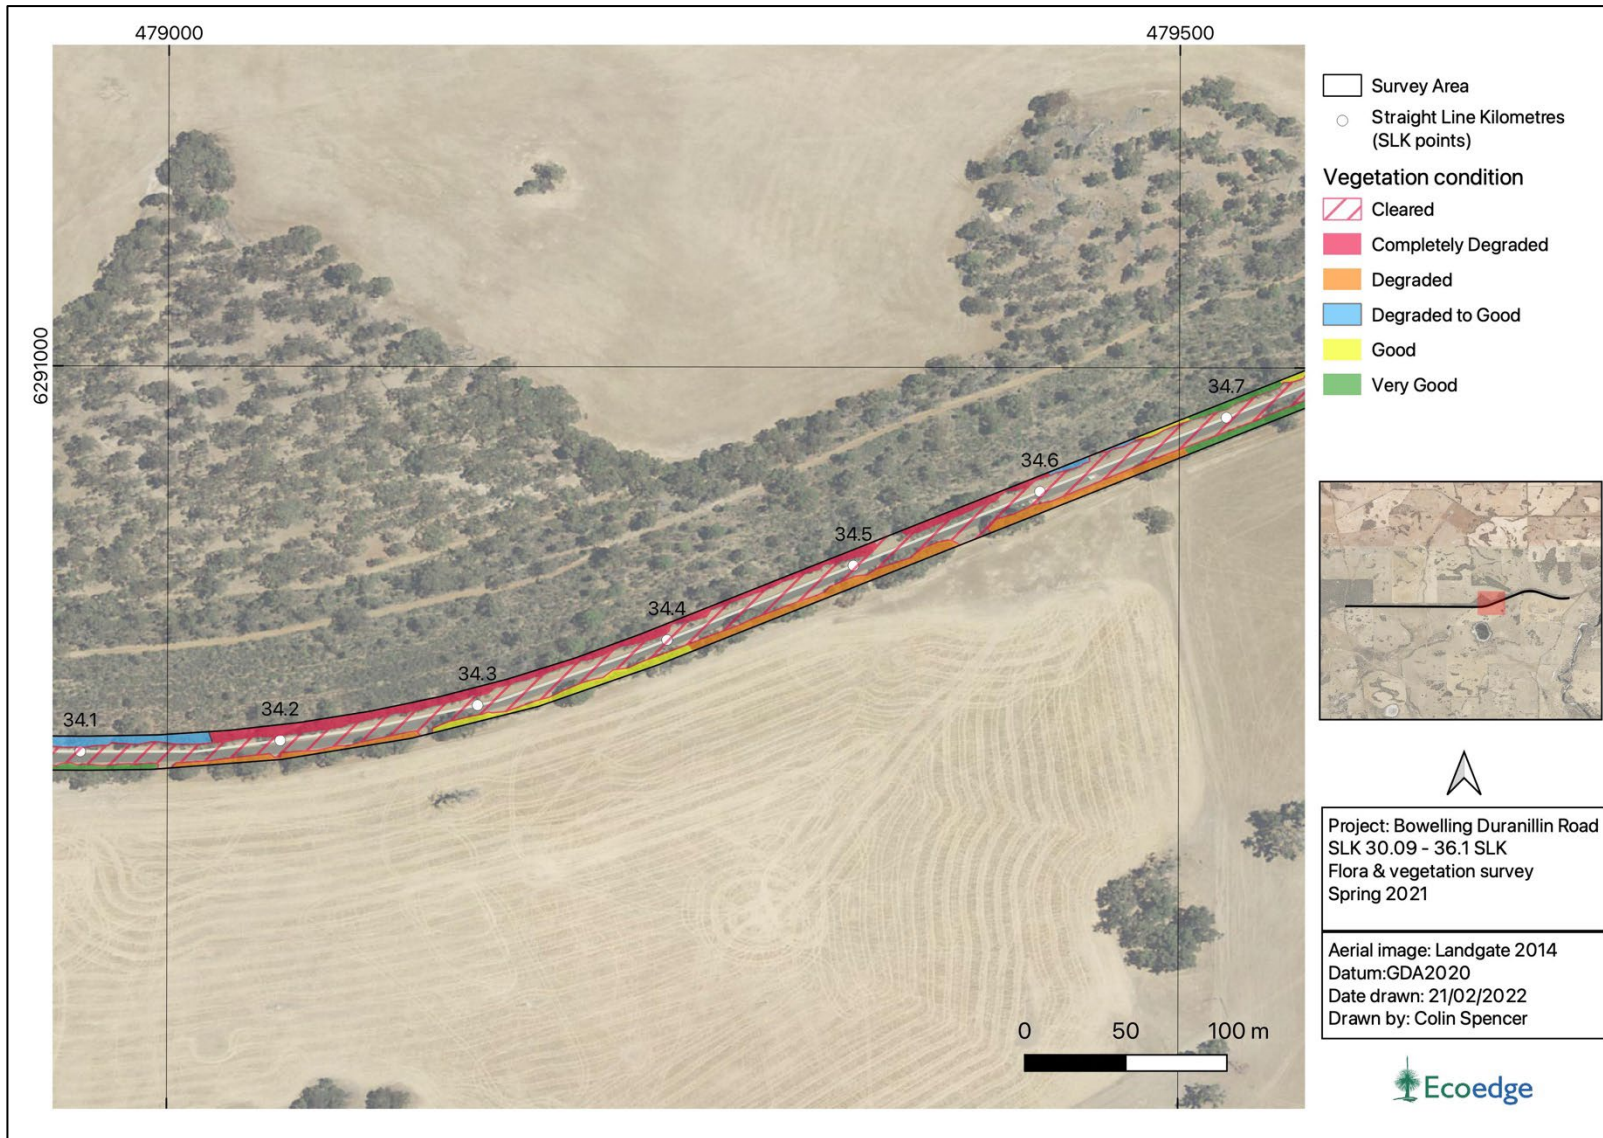 479000
479500
6291000
34.1
34.2
34.3
34.4
34.5
34.6
34.7
0 50 100 m
Survey Area
Straight Line Kilometres
(SLK points)
Vegetation condition
Cleared
Completely Degraded
Degraded
Degraded to Good
Good
Very Good
Project: Bowelling Duranillin Road
SLK 30.09 - 36.1 SLK
Flora & vegetation survey
Spring 2021
Aerial image: Landgate 2014
Datum:GDA2020
Date drawn: 21/02/2022
Drawn by: Colin Spencer
Ecoedge